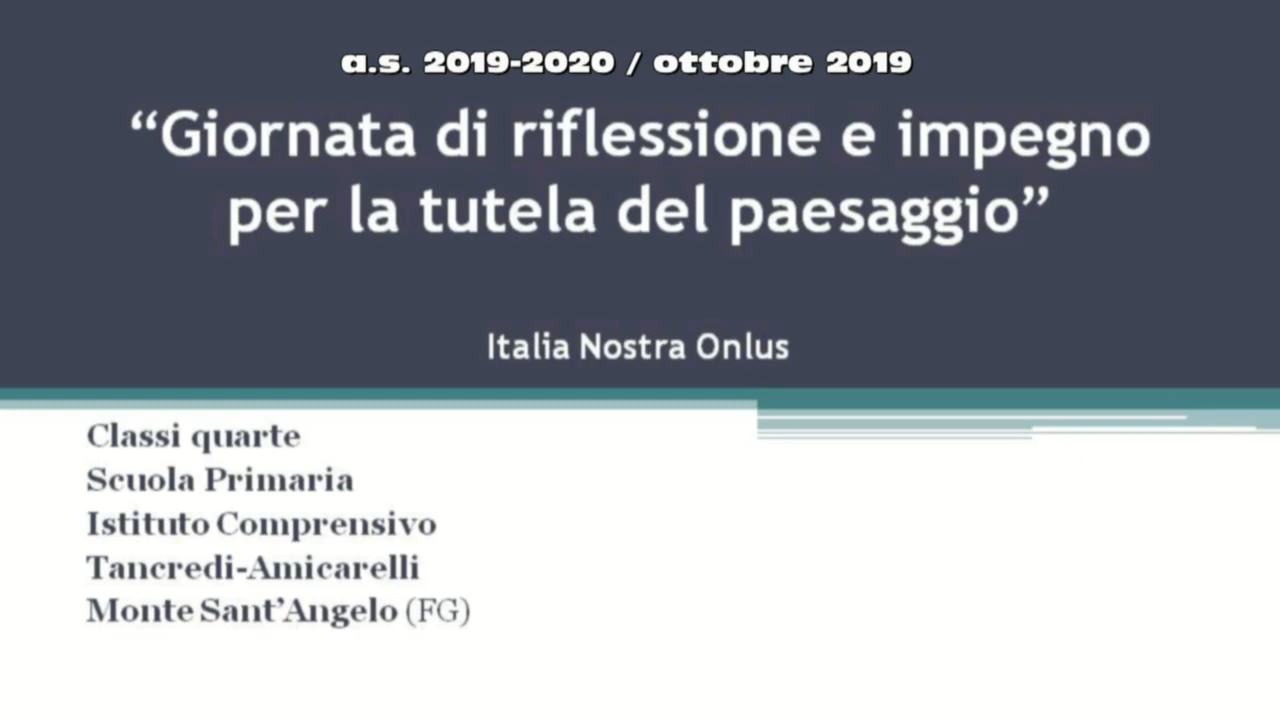 a.s. 2019-2020 / ottobre 2019
“Giornata di riflessione e impegno
per la tutela del paesaggio”
Italia Nostra Onlus
Classi quarte
Scuola Primaria
Istituto Comprensivo
Tancredi-Amicarelli
Monte Sant’Angelo (FG)